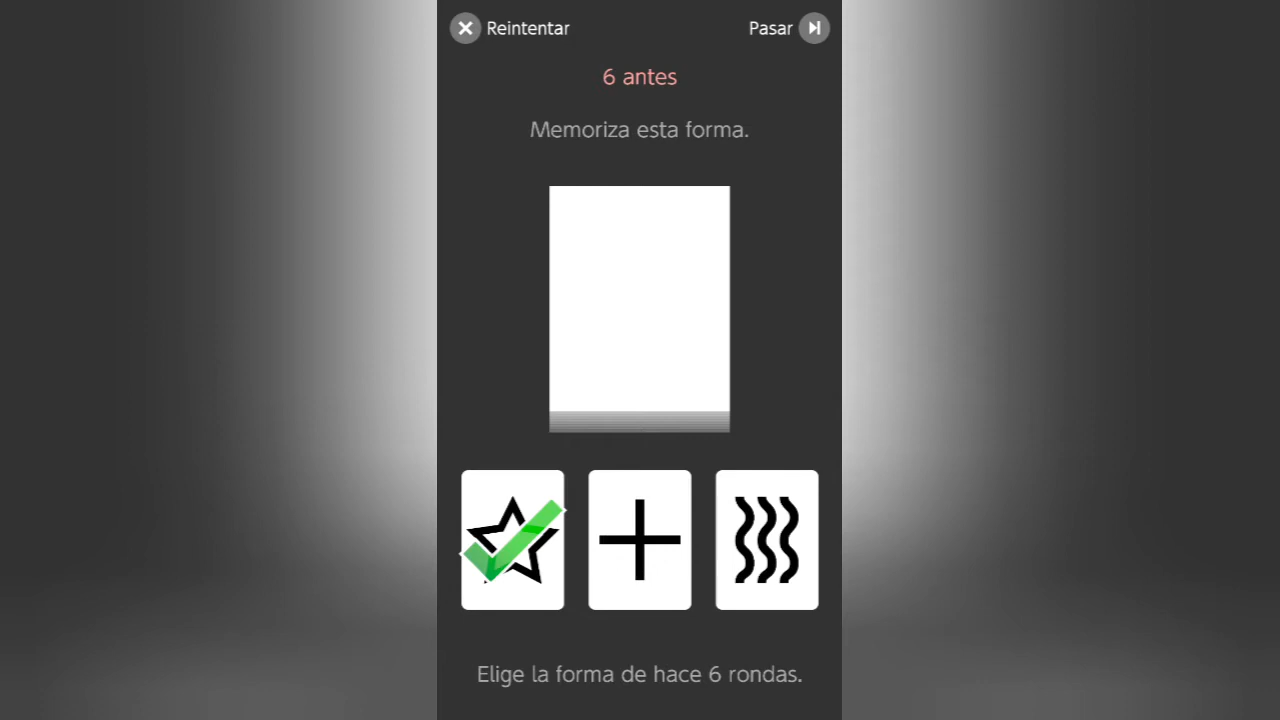 Reintentar
Pasar
6 antes
Memoriza esta forma.
Elige la forma de hace 6 rondas.